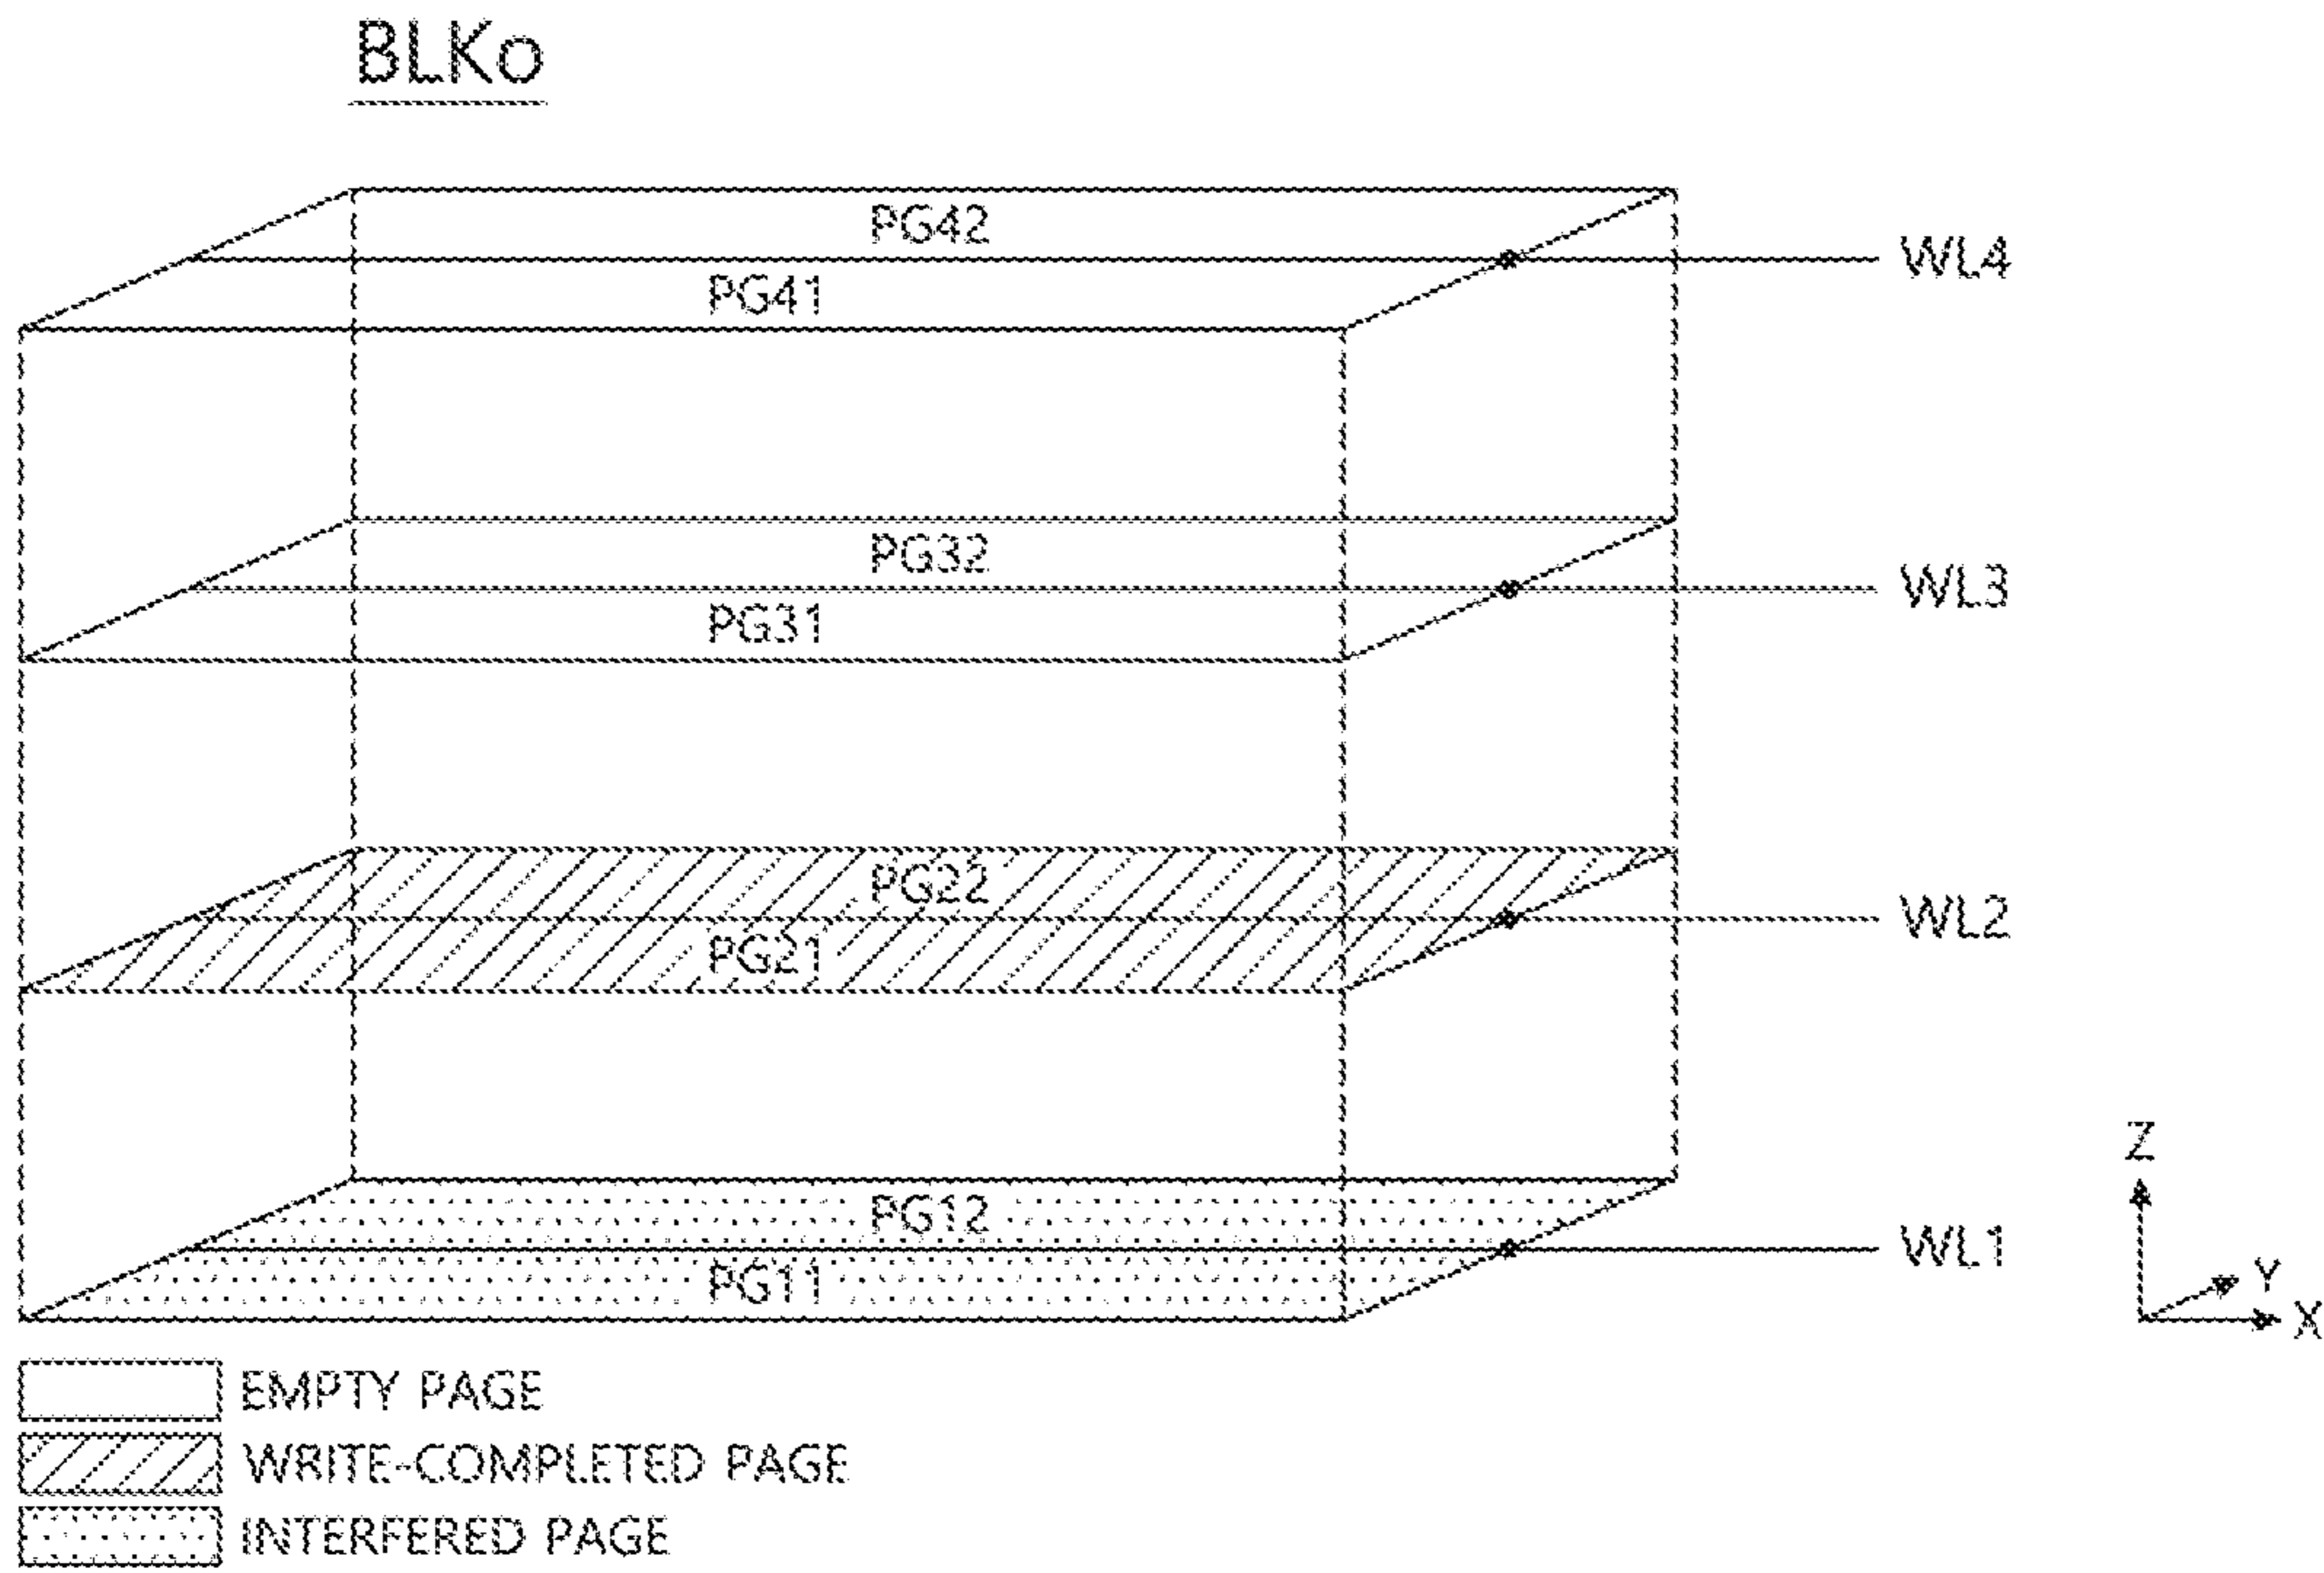 BLKo
PG42
WL4
PG41
PG32
WL3
PG31
PG22
WL2
PG21
PG12
WL1
PG11
Z
Y
X
EMPTY PAGE
WRITE-COMPLETED PAGE
INTERFERED PAGE